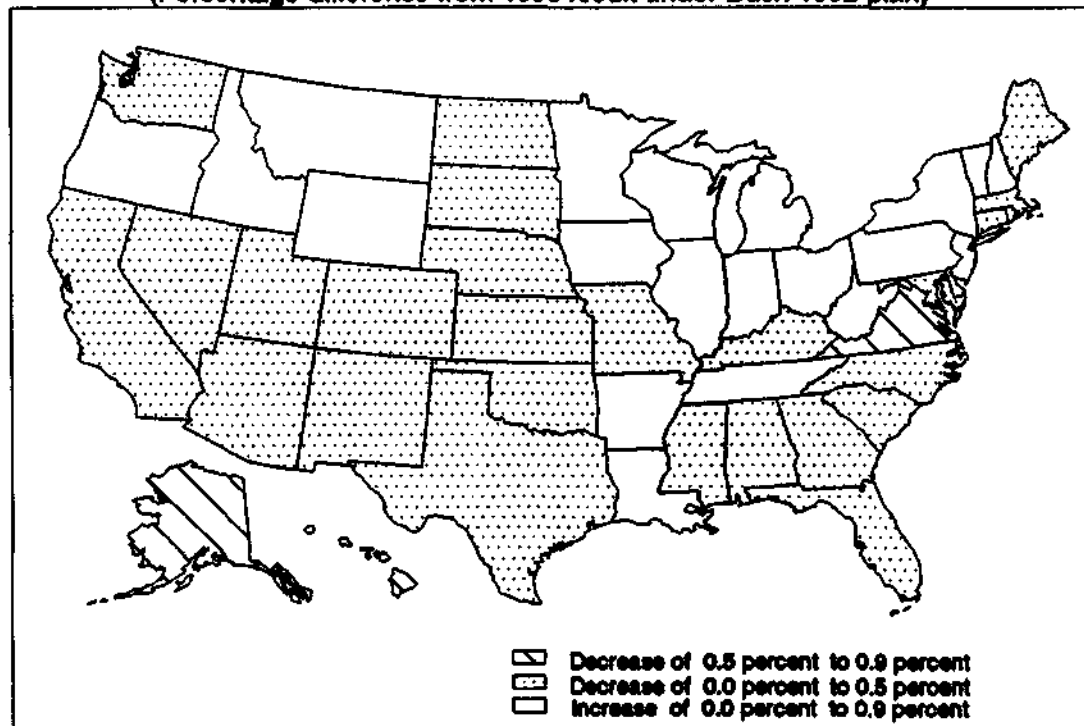 Decrease of 0.5 percent to 0.9 percent
Decrease of 0.0 percent to 0.5 percent
Increase of 0.0 percent to 0.9 percent